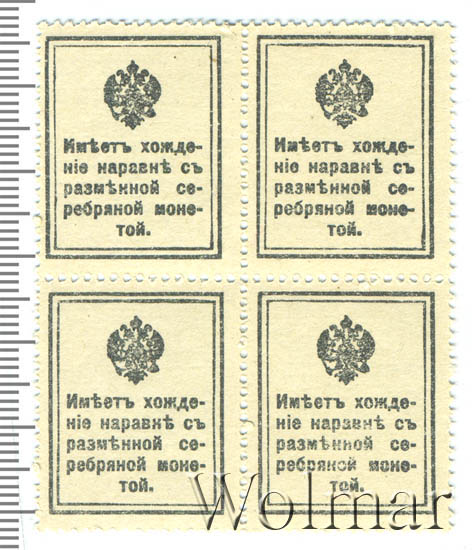 Имѣетъ хожде-
ніе наравнѣ съ
размѣнной се-
ребряной моне-
той.
Имѣетъ хожде-
ніе наравнѣ съ
размѣнной се-
ребряной моне-
той.
Имѣетъ хожде-
ніе наравнѣ съ
размѣнной се-
ребряной моне-
той.
Имѣетъ хожде-
ніе наравнѣ съ
размѣнной се-
ребряной моне-
той.
Wolmar